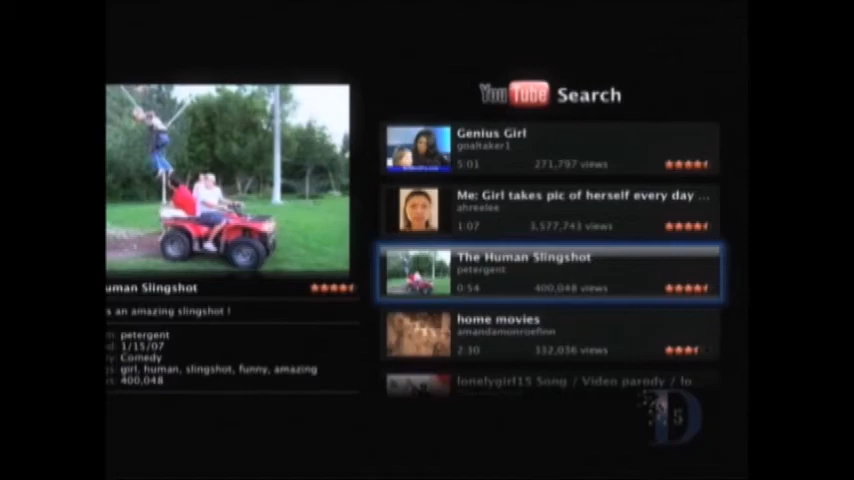 YouTube Search
Genius Girl
goaltaker1
5:01 271,797 views
Me: Girl takes pic of herself every day ...
ahreelee
1:07 3,577,743 views
The Human Slingshot
petergent
0:54 400,048 views
home movies
amandamonroefinn
2:30 332,036 views
lonelygirl15 Song / Video parody / lo
uman Slingshot
s an amazing slingshot !
petergent
1/15/07
Comedy
girl, human, slingshot, funny, amazing
400,048
D5